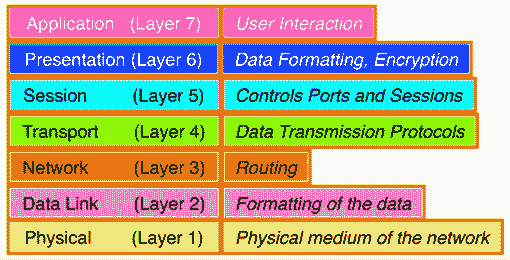 Application (Layer 7) User Interaction
Presentation (Layer 6) Data Formatting, Encryption
Session (Layer 5) Controls Ports and Sessions
Transport (Layer 4) Data Transmission Protocols
Network (Layer 3) Routing
Data Link (Layer 2) Formatting of the data
Physical (Layer 1) Physical medium of the network